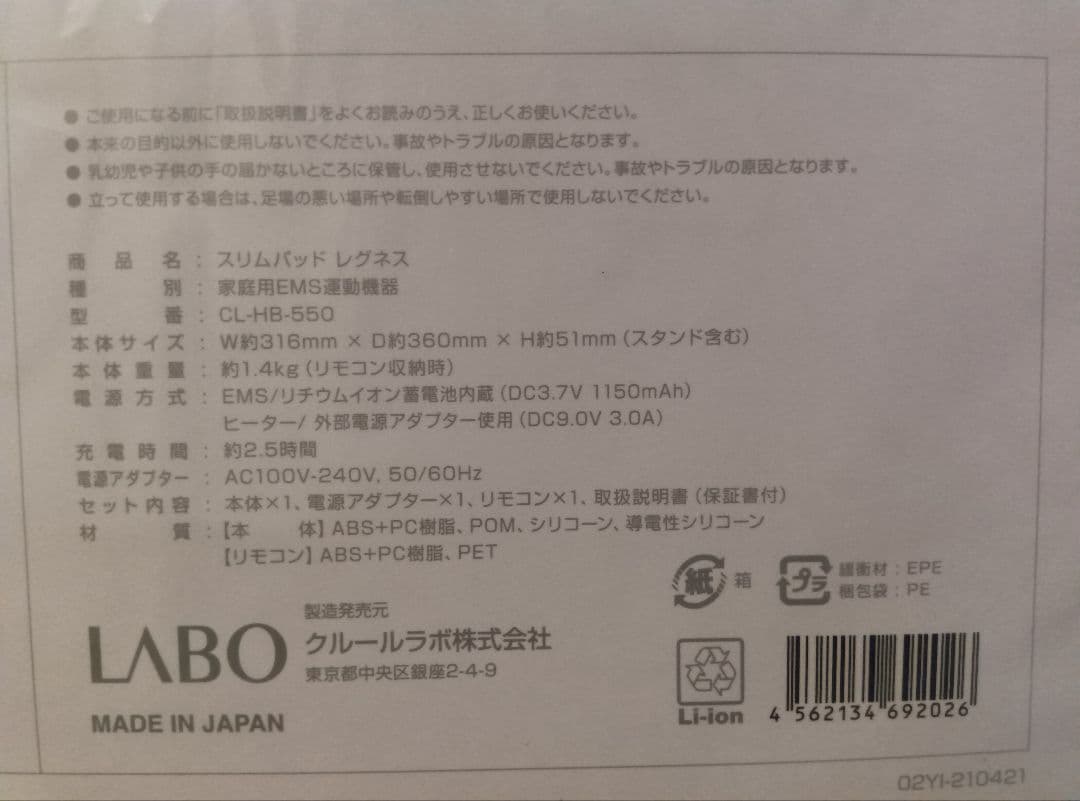 ● ご使用になる前に「取扱説明書」をよくお読みのうえ、正しくお使いください。
● 本来の目的以外に使用しないでください。事故やトラブルの原因となります。
● 乳幼児や子供の手の届かないところに保管し、使用させないでください。事故やトラブルの原因となります。
● 立って使用する場合は、足場の悪い場所や転倒しやすい場所で使用しないでください。
商品名：スリムパッド レグネス
種別：家庭用EMS運動機器
型番：CL-HB-550
本体サイズ：W約316mm × D約360mm × H約51mm（スタンド含む）
本体重量：約1.4kg（リモコン収納時）
電源方式：EMS/リチウムイオン蓄電池内蔵（DC3.7V 1150mAh）
ヒーター/ 外部電源アダプター使用（DC9.0V 3.0A）
充電時間：約2.5時間
電源アダプター：AC100V-240V, 50/60Hz
セット内容：本体×1、電源アダプター×1、リモコン×1、取扱説明書（保証書付）
材質：【本　体】ABS+PC樹脂、POM、シリコーン、導電性シリコーン
【リモコン】ABS+PC樹脂、PET
紙 箱
プラ 緩衝材：EPE
梱包袋：PE
LABO
製造発売元
クルールラボ株式会社
東京都中央区銀座2-4-9
MADE IN JAPAN
Li-ion
4 562134 692026
02YI-210421